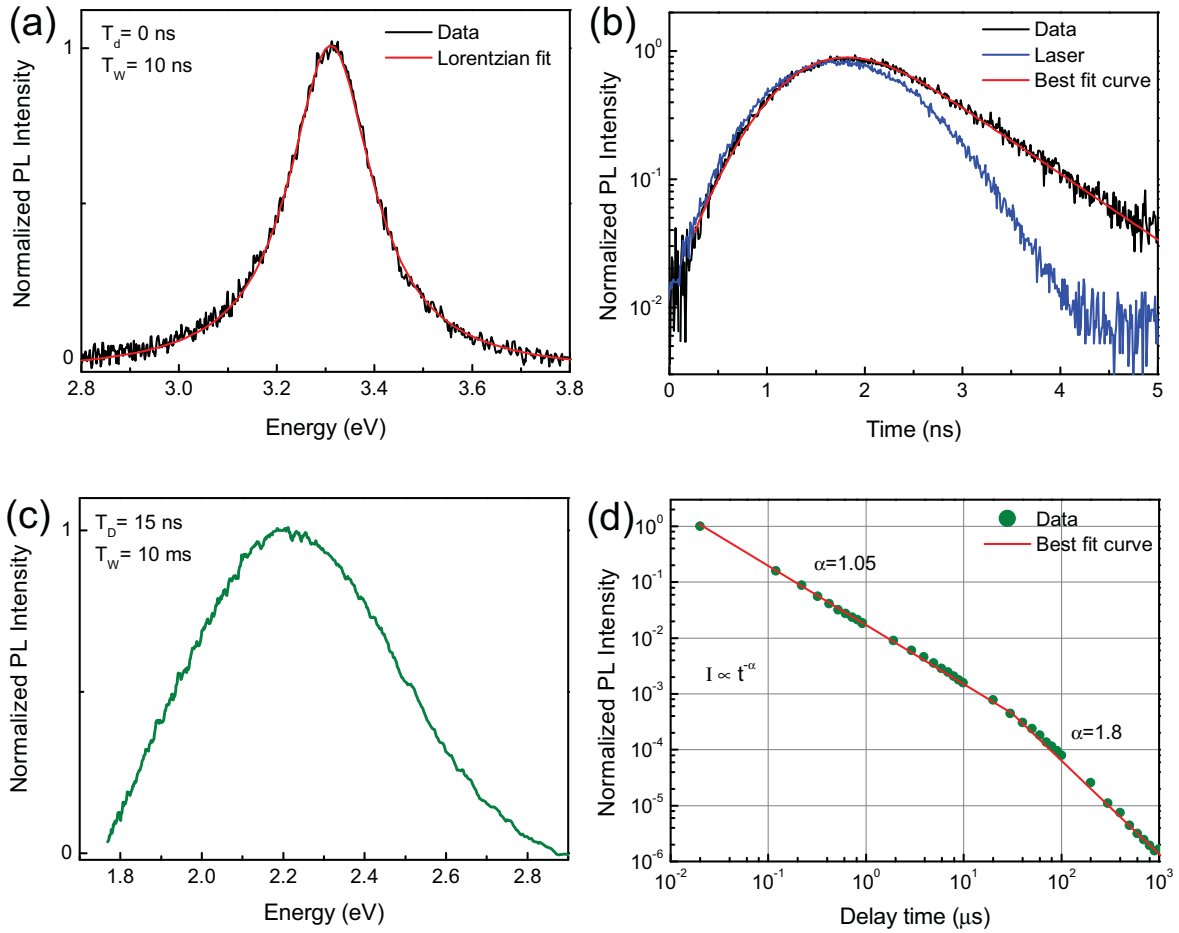 (a)
T_d= 0 ns
T_W= 10 ns
Data
Lorentzian fit
Normalized PL Intensity
1
0
2.8 3.0 3.2 3.4 3.6 3.8
Energy (eV)
(b)
Data
Laser
Best fit curve
Normalized PL Intensity
10^0
10^-1
10^-2
0 1 2 3 4 5
Time (ns)
(c)
T_D= 15 ns
T_W= 10 ms
Normalized PL Intensity
1
0
1.8 2.0 2.2 2.4 2.6 2.8
Energy (eV)
(d)
Data
Best fit curve
α=1.05
I ∝ t^-α
α=1.8
Normalized PL Intensity
10^0
10^-1
10^-2
10^-3
10^-4
10^-5
10^-6
10^-2 10^-1 10^0 10^1 10^2 10^3
Delay time (μs)